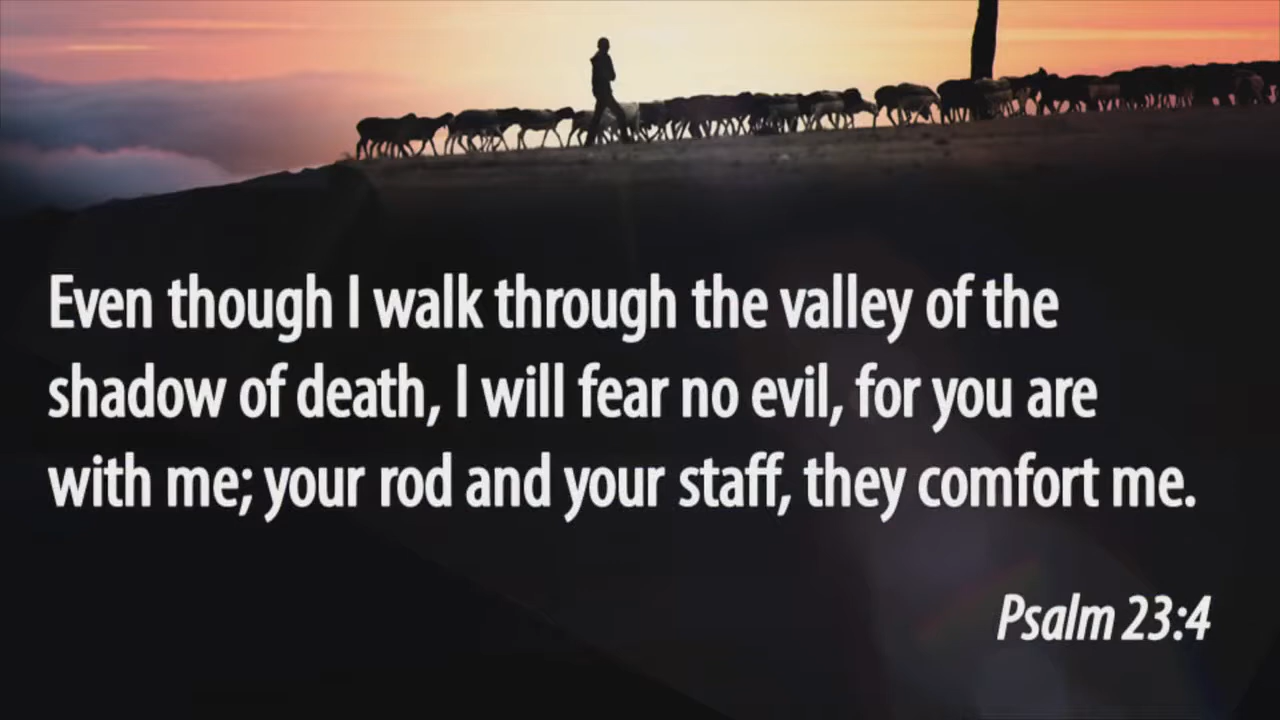 Even though I walk through the valley of the
shadow of death, I will fear no evil, for you are
with me; your rod and your staff, they comfort me.
Psalm 23:4